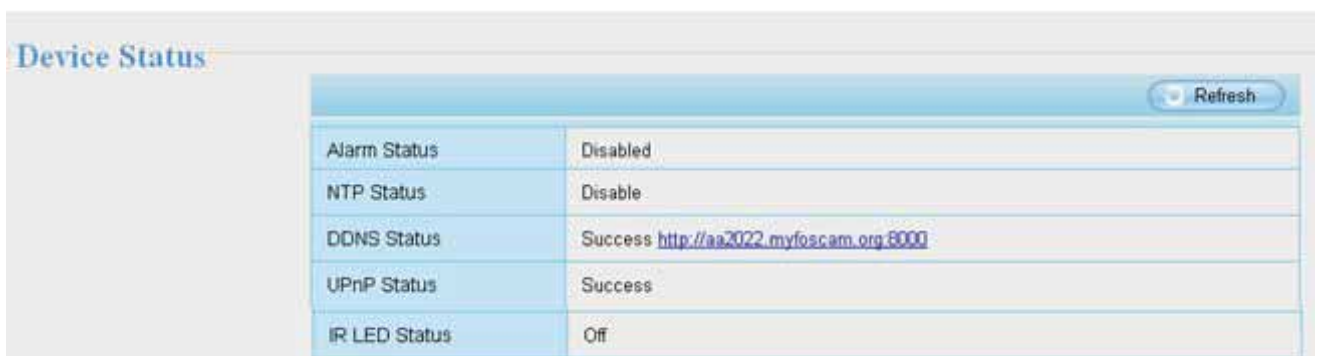 Device Status
Refresh
Alarm Status Disabled
NTP Status Disable
DDNS Status Success http://aa2022.myfoscam.org:8000
UPnP Status Success
IR LED Status Off